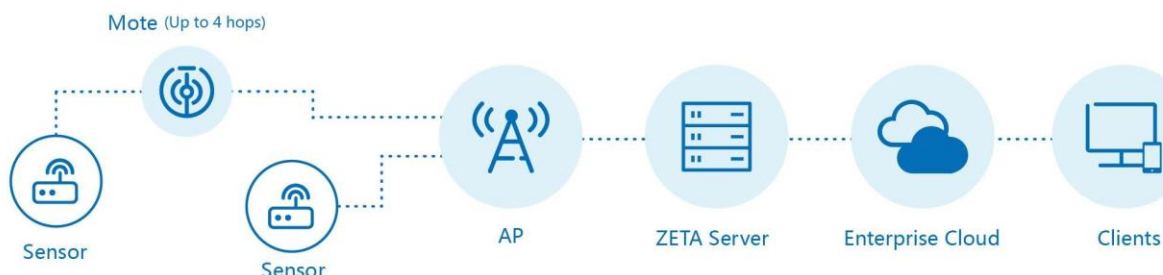 Mote (Up to 4 hops)
AP
ZETA Server
Enterprise Cloud
Clients
Sensor
Sensor